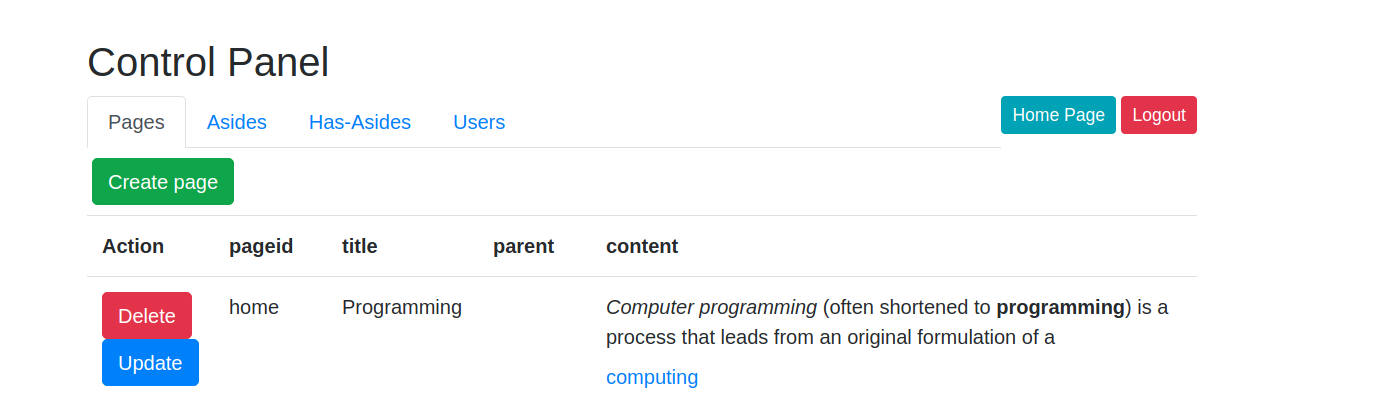 Control Panel
Pages Asides Has-Asides Users Home Page Logout
Create page
Action pageid title parent content
Delete home Programming Computer programming (often shortened to programming) is a
process that leads from an original formulation of a
Update computing